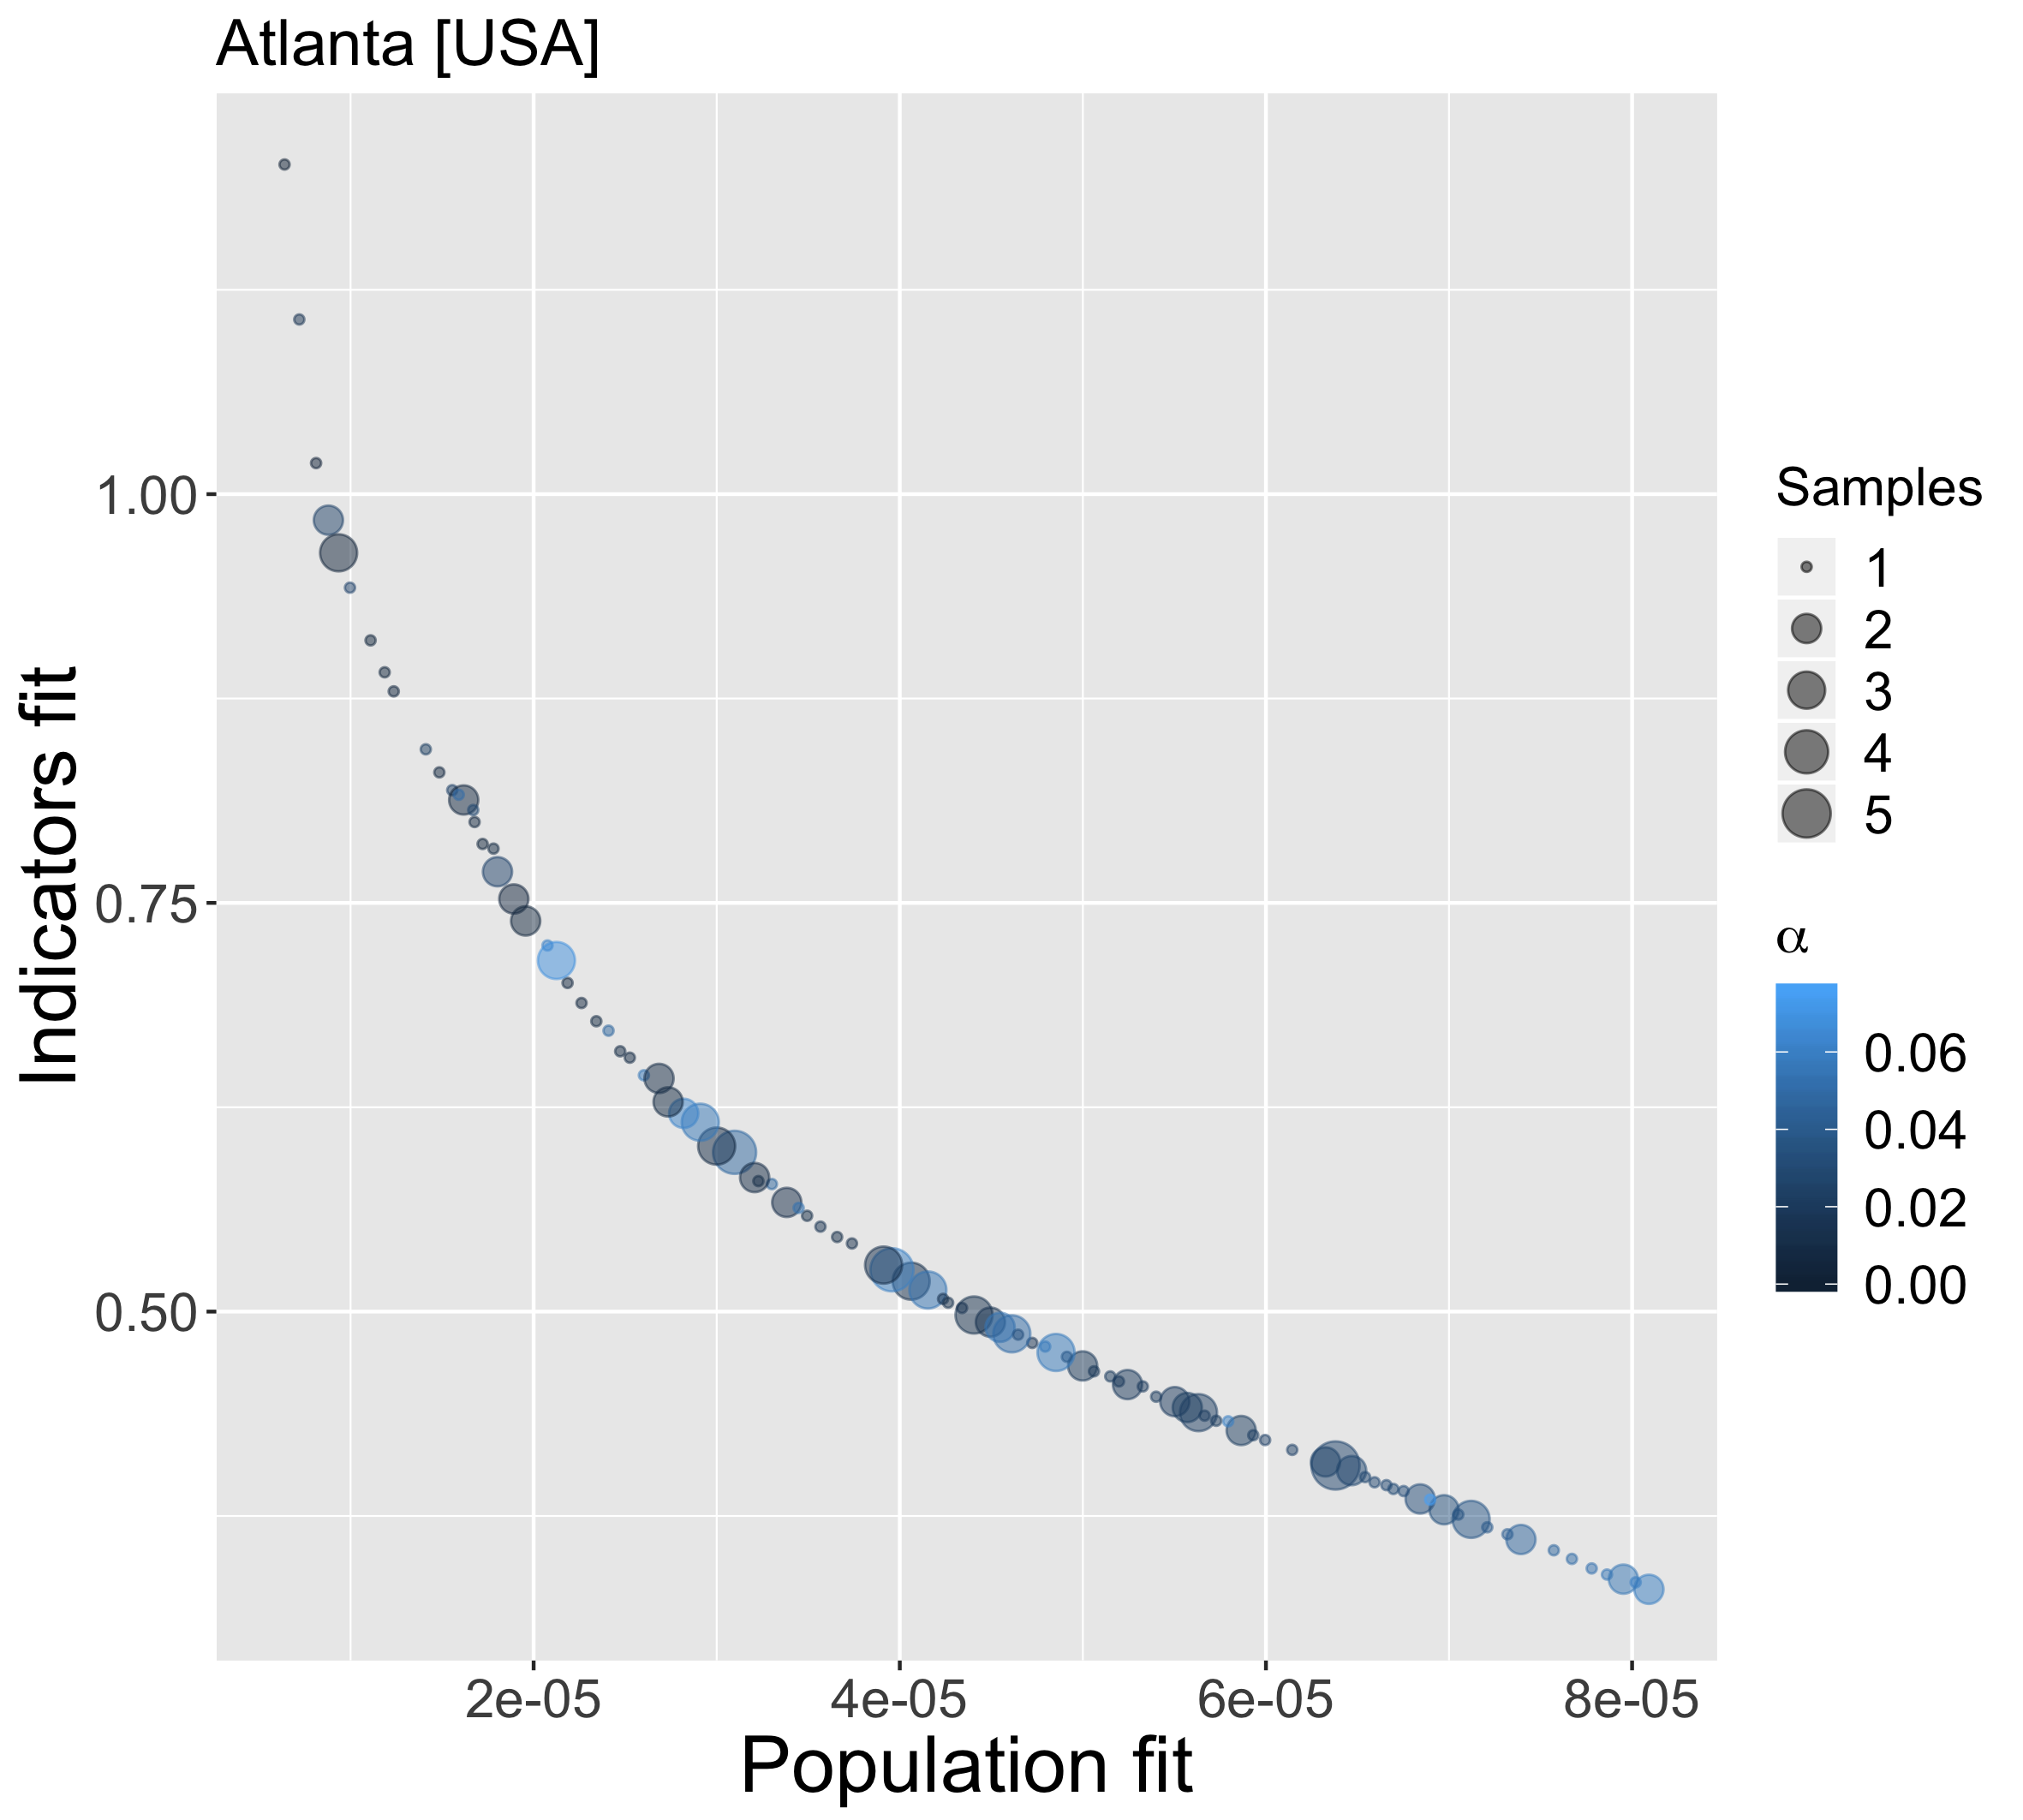 Atlanta [USA]
Indicators fit
1.00
0.75
0.50
2e-05 4e-05 6e-05 8e-05
Population fit
Samples
1
2
3
4
5
α
0.06
0.04
0.02
0.00